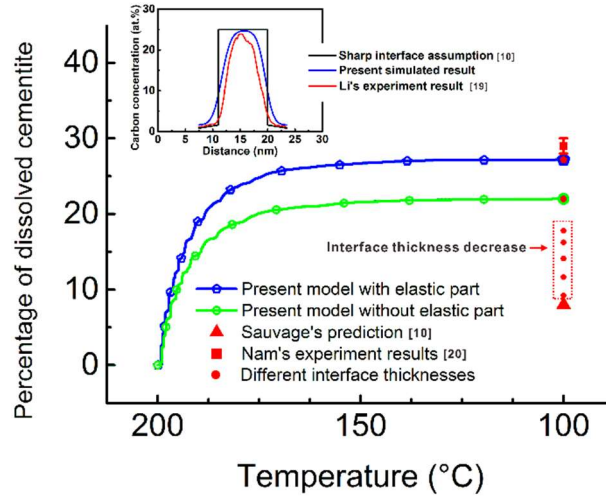 Carbon concentration (at.%)
30
25
20
15
10
5
0
0 5 10 15 20 25 30
Distance (nm)
Sharp interface assumption [10]
Present simulated result
Li's experiment result [19]
Percentage of dissolved cementite
40
30
20
10
0
Interface thickness decrease
Present model with elastic part
Present model without elastic part
Sauvage's prediction [10]
Nam's experiment results [20]
Different interface thicknesses
200 150 100
Temperature (°C)